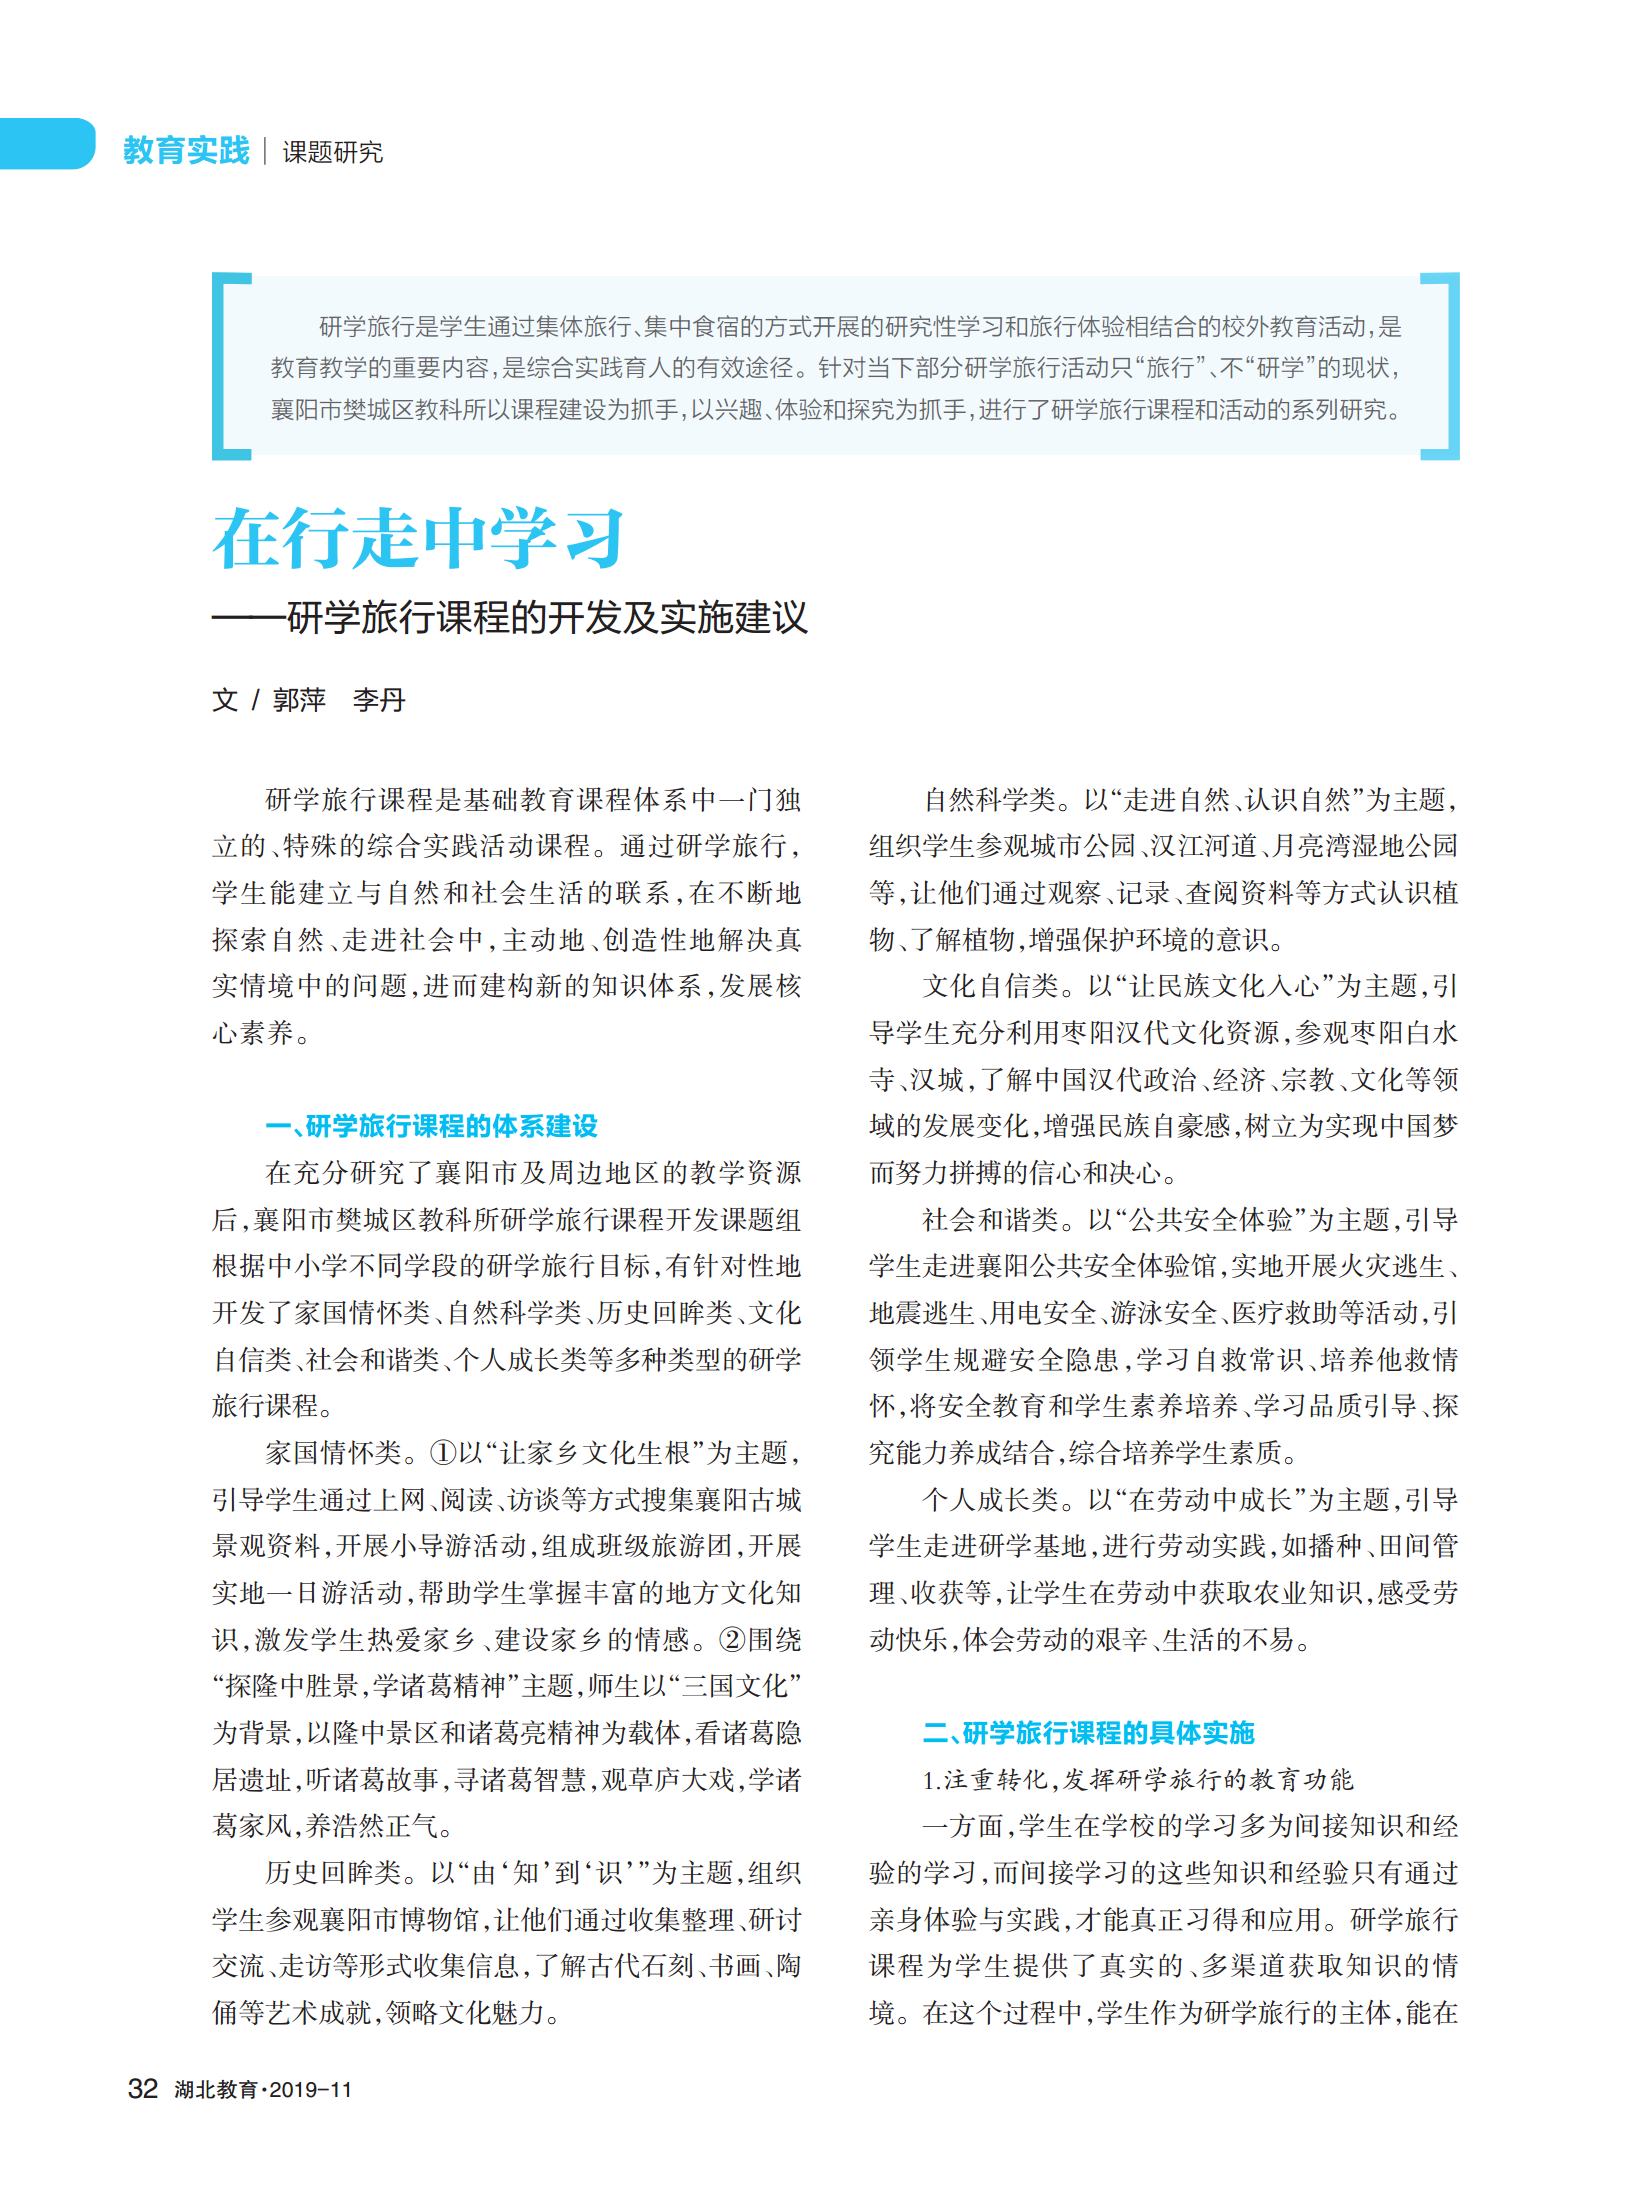 教育实践 | 课题研究
研学旅行是学生通过集体旅行、集中食宿的方式开展的研究性学习和旅行体验相结合的校外教育活动,是
教育教学的重要内容,是综合实践育人的有效途径。针对当下部分研学旅行活动只“旅行”、不“研学”的现状,
襄阳市樊城区教科所以课程建设为抓手,以兴趣、体验和探究为抓手,进行了研学旅行课程和活动的系列研究。
在行走中学习
——研学旅行课程的开发及实施建议
文 / 郭萍 李丹
研学旅行课程是基础教育课程体系中一门独
立的、特殊的综合实践活动课程。通过研学旅行,
学生能建立与自然和社会生活的联系,在不断地
探索自然、走进社会中,主动地、创造性地解决真
实情境中的问题,进而建构新的知识体系,发展核
心素养。
一、研学旅行课程的体系建设
在充分研究了襄阳市及周边地区的教学资源
后,襄阳市樊城区教科所研学旅行课程开发课题组
根据中小学不同学段的研学旅行目标,有针对性地
开发了家国情怀类、自然科学类、历史回眸类、文化
自信类、社会和谐类、个人成长类等多种类型的研学
旅行课程。
家国情怀类。①以“让家乡文化生根”为主题,
引导学生通过上网、阅读、访谈等方式搜集襄阳古城
景观资料,开展小导游活动,组成班级旅游团,开展
实地一日游活动,帮助学生掌握丰富的地方文化知
识,激发学生热爱家乡、建设家乡的情感。②围绕
“探隆中胜景,学诸葛精神”主题,师生以“三国文化”
为背景,以隆中景区和诸葛亮精神为载体,看诸葛隐
居遗址,听诸葛故事,寻诸葛智慧,观草庐大戏,学诸
葛家风,养浩然正气。
历史回眸类。以“由‘知’到‘识’”为主题,组织
学生参观襄阳市博物馆,让他们通过收集整理、研讨
交流、走访等形式收集信息,了解古代石刻、书画、陶
俑等艺术成就,领略文化魅力。
自然科学类。以“走进自然、认识自然”为主题,
组织学生参观城市公园、汉江河道、月亮湾湿地公园
等,让他们通过观察、记录、查阅资料等方式认识植
物、了解植物,增强保护环境的意识。
文化自信类。以“让民族文化入心”为主题,引
导学生充分利用枣阳汉代文化资源,参观枣阳白水
寺、汉城,了解中国汉代政治、经济、宗教、文化等领
域的发展变化,增强民族自豪感,树立为实现中国梦
而努力拼搏的信心和决心。
社会和谐类。以“公共安全体验”为主题,引导
学生走进襄阳公共安全体验馆,实地开展火灾逃生、
地震逃生、用电安全、游泳安全、医疗救助等活动,引
领学生规避安全隐患,学习自救常识、培养他救情
怀,将安全教育和学生素养培养、学习品质引导、探
究能力养成结合,综合培养学生素质。
个人成长类。以“在劳动中成长”为主题,引导
学生走进研学基地,进行劳动实践,如播种、田间管
理、收获等,让学生在劳动中获取农业知识,感受劳
动快乐,体会劳动的艰辛、生活的不易。
二、研学旅行课程的具体实施
1.注重转化,发挥研学旅行的教育功能
一方面,学生在学校的学习多为间接知识和经
验的学习,而间接学习的这些知识和经验只有通过
亲身体验与实践,才能真正习得和应用。研学旅行
课程为学生提供了真实的、多渠道获取知识的情
境。在这个过程中,学生作为研学旅行的主体,能在
32 湖北教育·2019-11